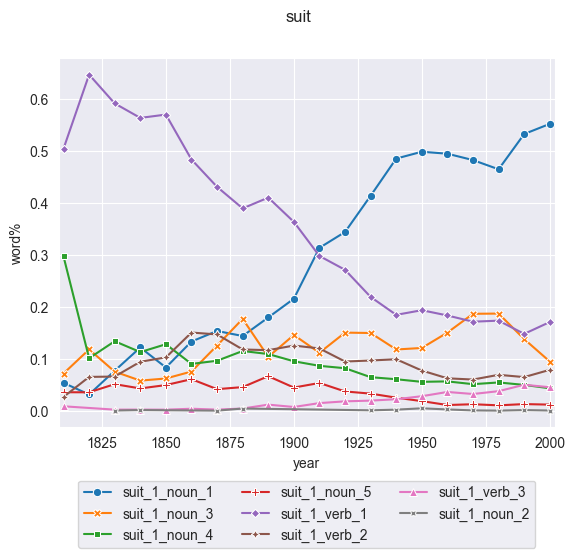 suit
0.6
0.5
0.4
0.3
0.2
0.1
0.0
word%
1825 1850 1875 1900 1925 1950 1975 2000
year
suit_1_noun_1 suit_1_noun_5 suit_1_verb_3
suit_1_noun_3 suit_1_verb_1 suit_1_noun_2
suit_1_noun_4 suit_1_verb_2